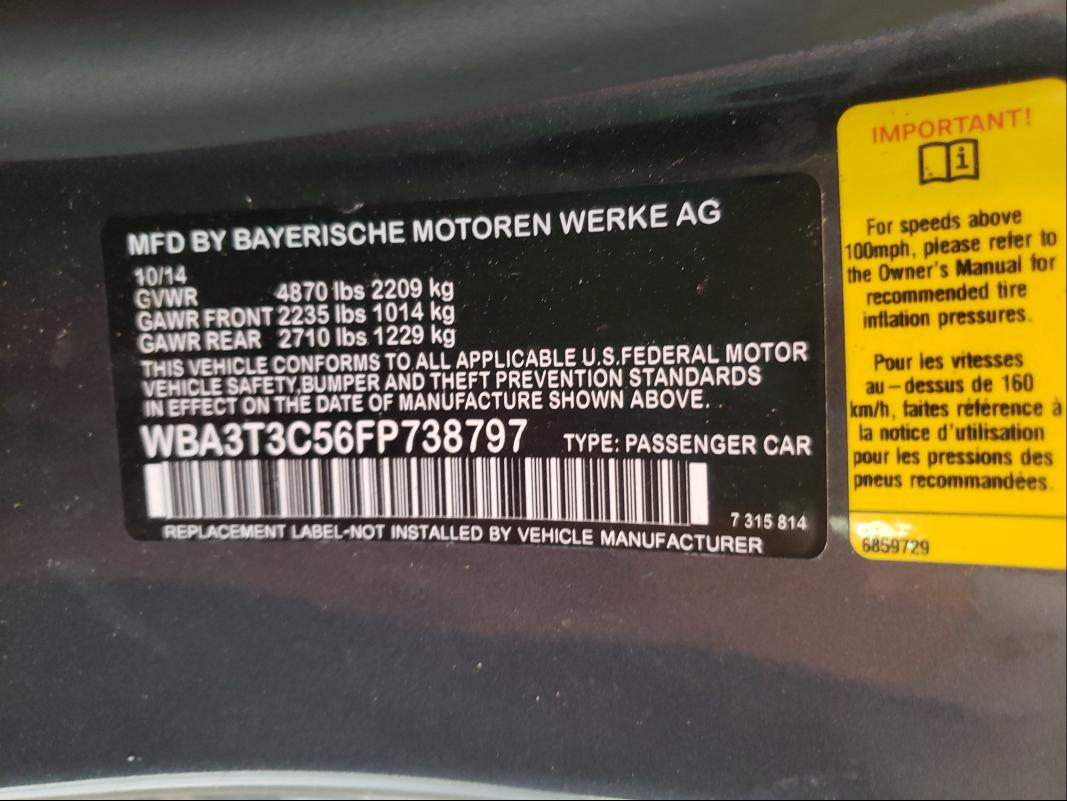 MFD BY BAYERISCHE MOTOREN WERKE AG
10/14
GVWR 4870 lbs 2209 kg
GAWR FRONT 2235 lbs 1014 kg
GAWR REAR 2710 lbs 1229 kg
THIS VEHICLE CONFORMS TO ALL APPLICABLE U.S.FEDERAL MOTOR
VEHICLE SAFETY,BUMPER AND THEFT PREVENTION STANDARDS
IN EFFECT ON THE DATE OF MANUFACTURE SHOWN ABOVE.
WBA3T3C56FP738797 TYPE: PASSENGER CAR
7 315 814
REPLACEMENT LABEL-NOT INSTALLED BY VEHICLE MANUFACTURER
IMPORTANT!
i
For speeds above
100mph, please refer to
the Owner's Manual for
recommended tire
inflation pressures.
Pour les vitesses
au-dessus de 160
km/h, faites référence à
la notice d'utilisation
pour les pressions des
pneus recommandées.
6859729